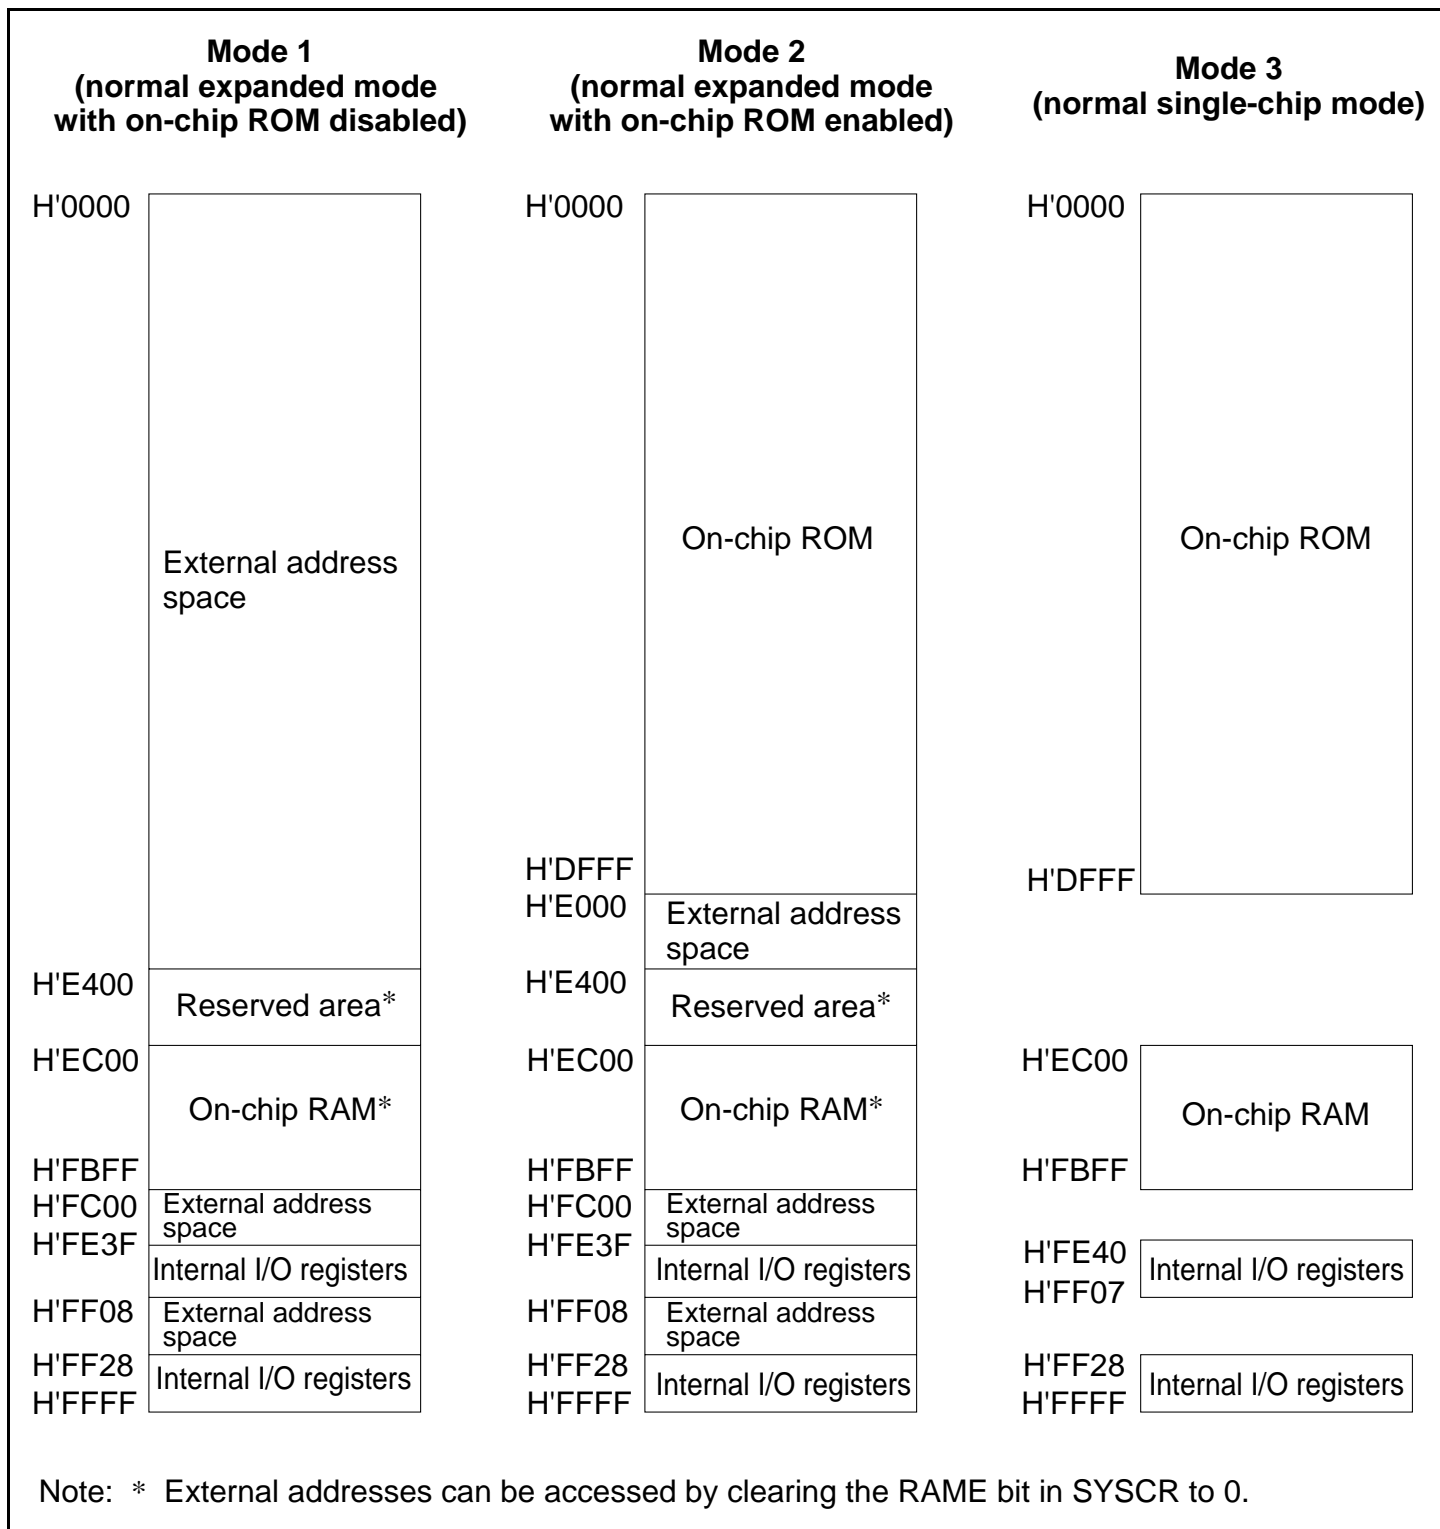 Mode 1
(normal expanded mode
with on-chip ROM disabled)
H'0000
External address
space
H'E400
Reserved area*
H'EC00
On-chip RAM*
H'FBFF
H'FC00
External address
space
H'FE3F
Internal I/O registers
H'FF08
External address
space
H'FF28
Internal I/O registers
H'FFFF
Mode 2
(normal expanded mode
with on-chip ROM enabled)
H'0000
On-chip ROM
H'DFFF
H'E000
External address
space
H'E400
Reserved area*
H'EC00
On-chip RAM*
H'FBFF
H'FC00
External address
space
H'FE3F
Internal I/O registers
H'FF08
External address
space
H'FF28
Internal I/O registers
H'FFFF
Mode 3
(normal single-chip mode)
H'0000
On-chip ROM
H'DFFF
H'EC00
On-chip RAM
H'FBFF
H'FE40
Internal I/O registers
H'FF07
H'FF28
Internal I/O registers
H'FFFF
Note: * External addresses can be accessed by clearing the RAME bit in SYSCR to 0.